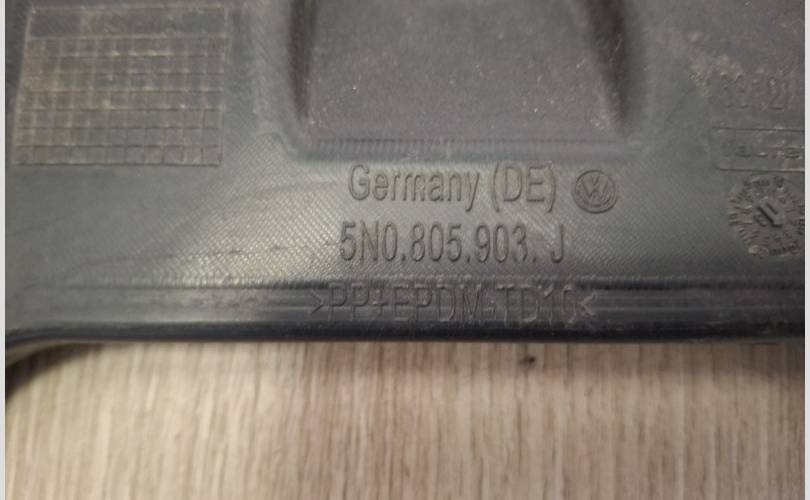 Germany (DE)
5N0.805.903. J
>PP+EPDM-TD10<